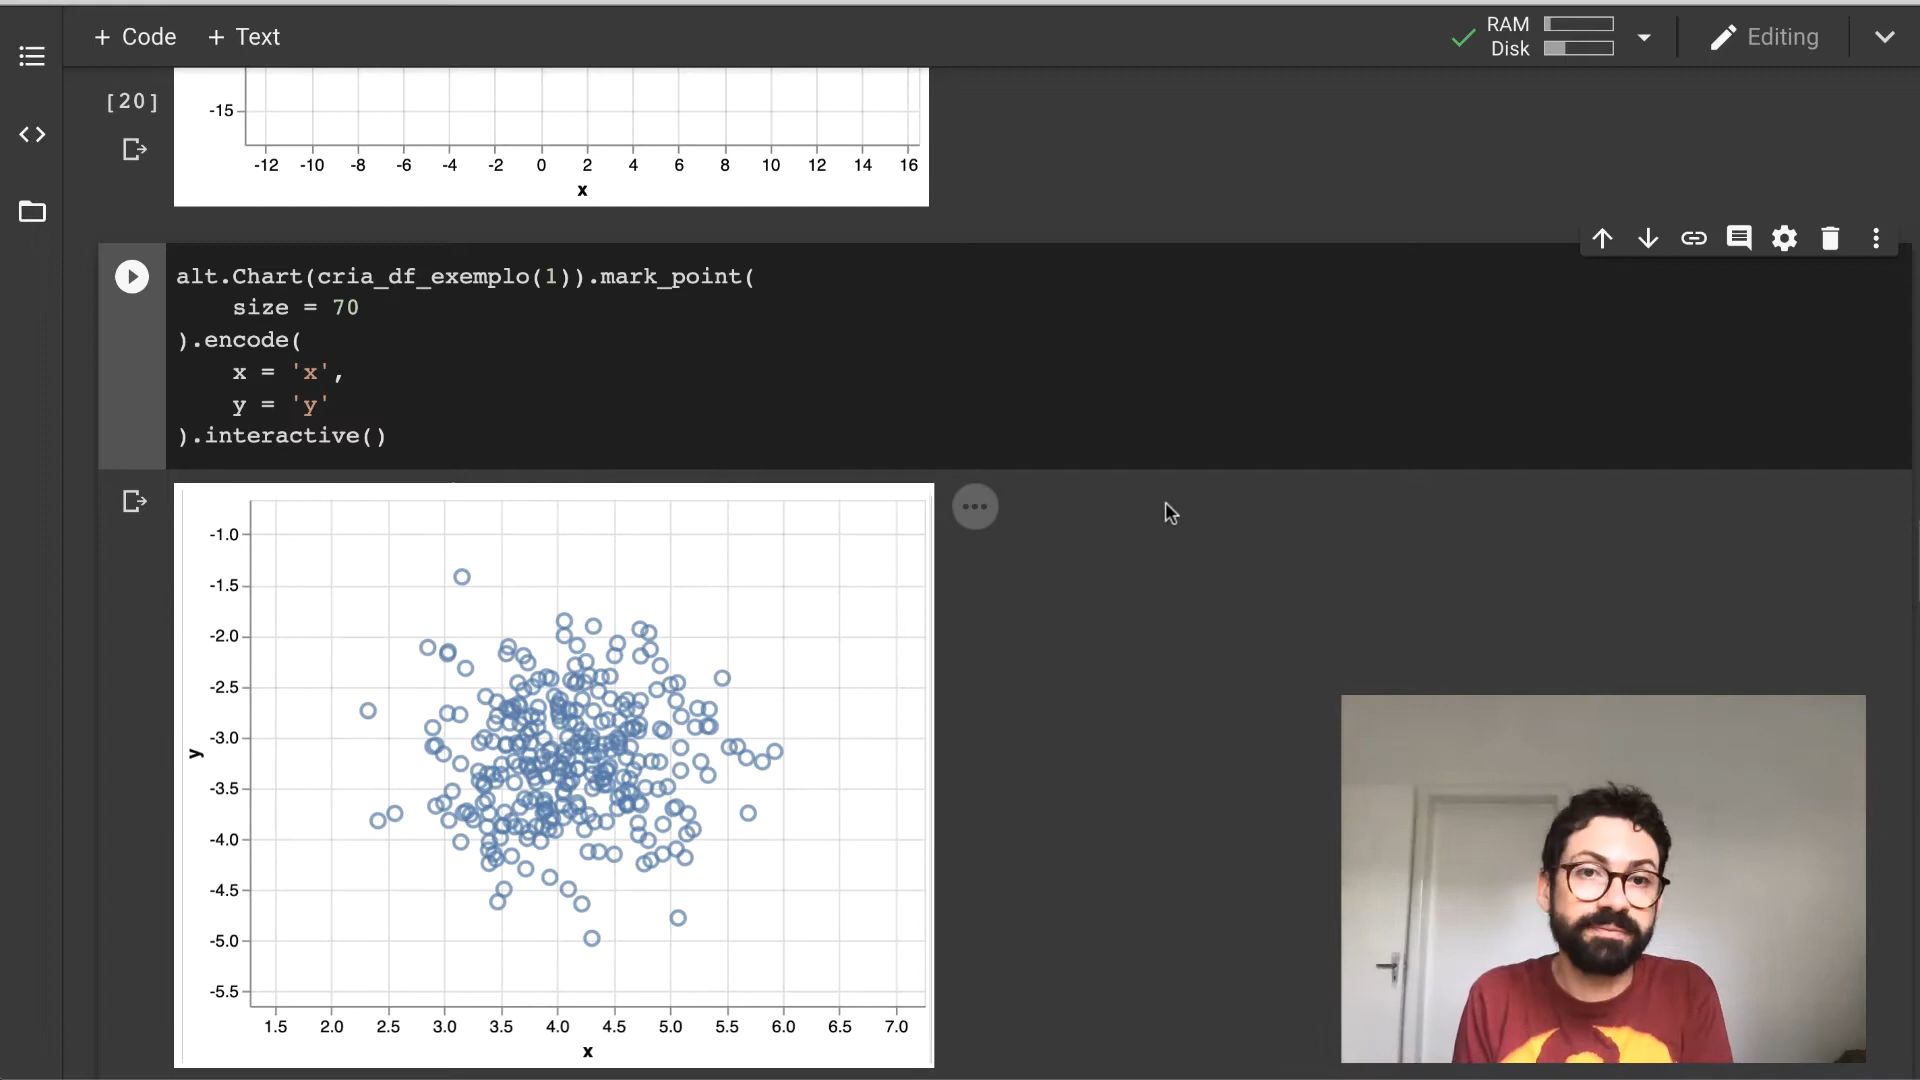 + Code + Text
RAM
Disk
Editing
[20]
-15
-12 -10 -8 -6 -4 -2 0 2 4 6 8 10 12 14 16
x
alt.Chart(cria_df_exemplo(1)).mark_point(
    size = 70
).encode(
    x = 'x',
    y = 'y'
).interactive()
-1.0
-1.5
-2.0
-2.5
-3.0
y
-3.5
-4.0
-4.5
-5.0
-5.5
1.5 2.0 2.5 3.0 3.5 4.0 4.5 5.0 5.5 6.0 6.5 7.0
x